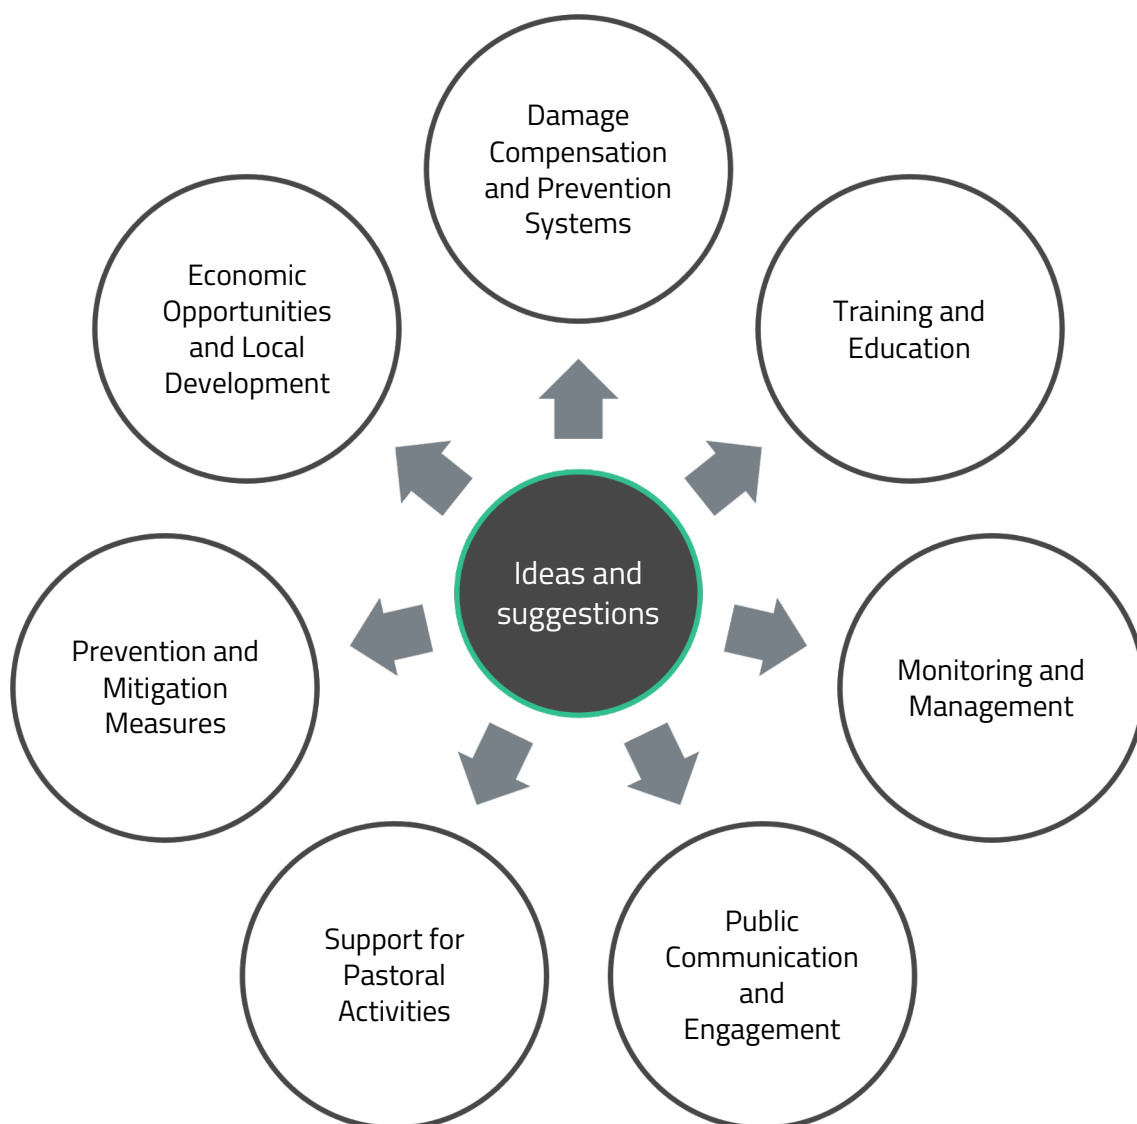 Damage
Compensation
and Prevention
Systems
Training and
Education
Monitoring and
Management
Public
Communication
and
Engagement
Support for
Pastoral
Activities
Prevention and
Mitigation
Measures
Economic
Opportunities
and Local
Development
Ideas and
suggestions